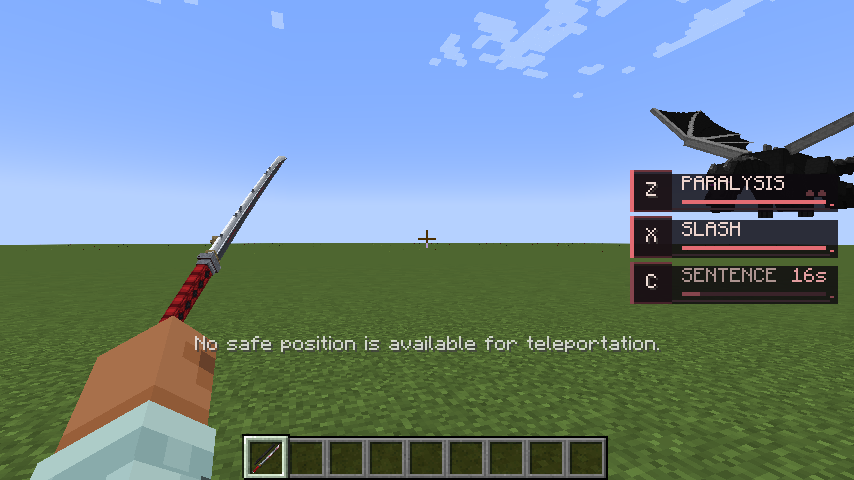 Z PARALYSIS
X SLASH
C SENTENCE 16s
No safe position is available for teleportation.